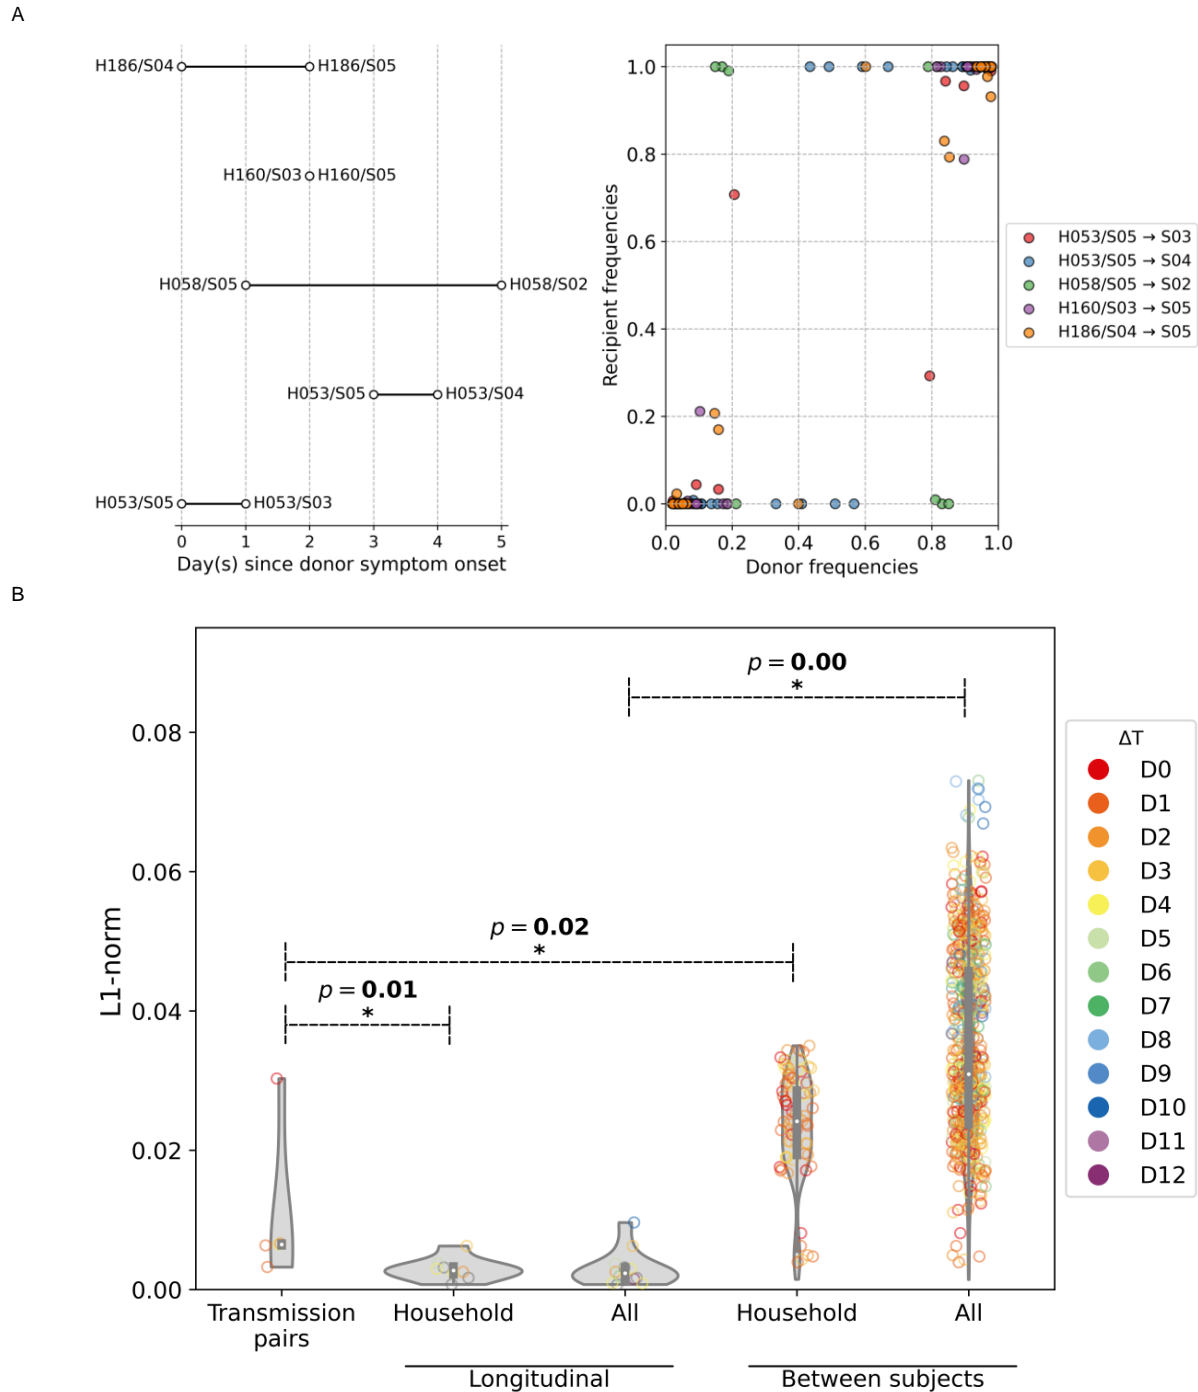 A
H186/S04 H186/S05
H160/S03 H160/S05
H058/S05 H058/S02
H053/S05 H053/S04
H053/S05 H053/S03
0 1 2 3 4 5
Day(s) since donor symptom onset
1.0
0.8
0.6
0.4
0.2
0.0
Recipient frequencies
0.0 0.2 0.4 0.6 0.8 1.0
Donor frequencies
H053/S05 → S03
H053/S05 → S04
H058/S05 → S02
H160/S03 → S05
H186/S04 → S05
B
L1-norm
0.08
0.06
0.04
0.02
0.00
p = 0.00
*
p = 0.02
*
p = 0.01
*
Transmission
pairs
Household
All
Household
All
Longitudinal
Between subjects
ΔT
D0
D1
D2
D3
D4
D5
D6
D7
D8
D9
D10
D11
D12